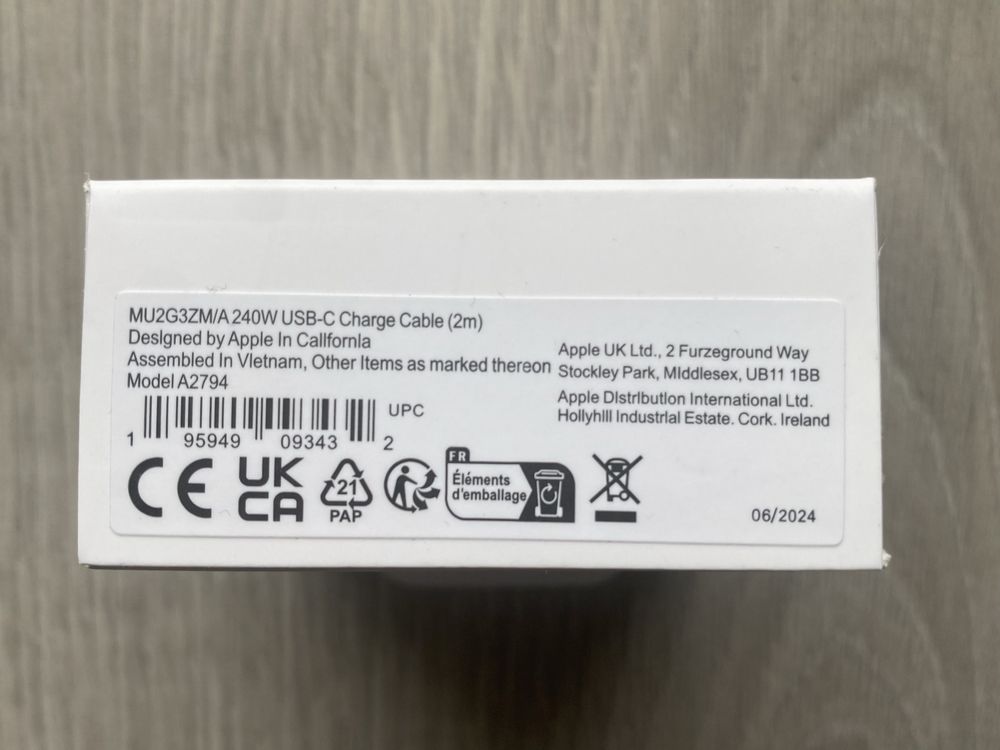 MU2G3ZM/A 240W USB-C Charge Cable (2m)
Designed by Apple In California
Assembled In Vietnam, Other Items as marked thereon
Model A2794
UPC
1 95949 09343 2
Apple UK Ltd., 2 Furzeground Way
Stockley Park, Middlesex, UB11 1BB
Apple Distribution International Ltd.
Hollyhill Industrial Estate. Cork. Ireland
CE
UK
CA
21
PAP
FR
Éléments
d'emballage
06/2024